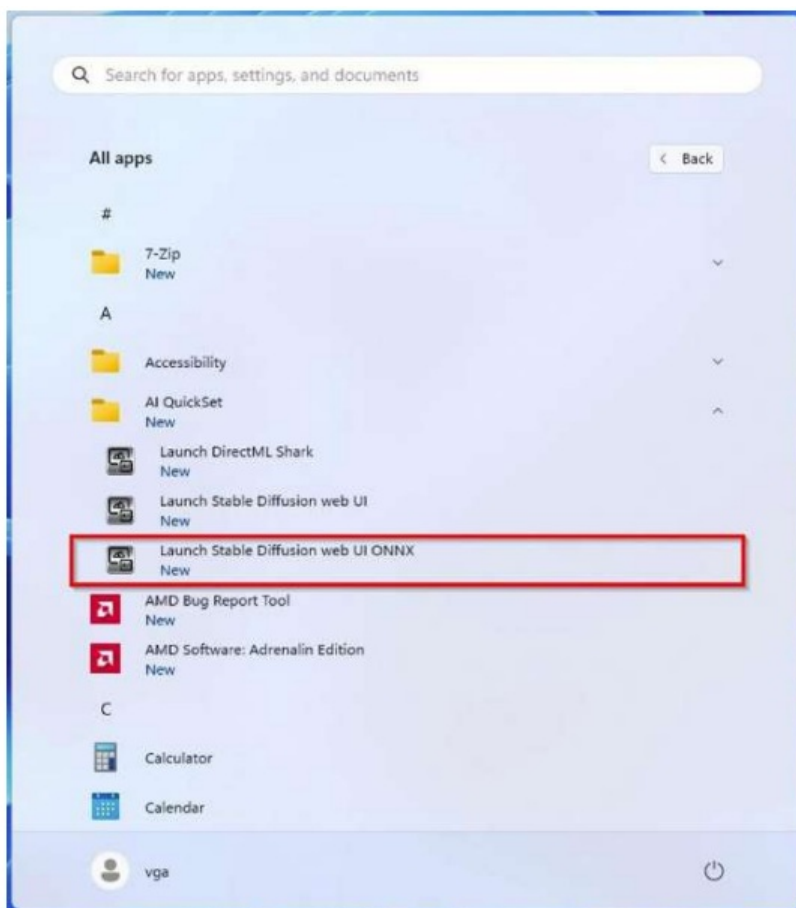 Search for apps, settings, and documents
All apps
< Back
#
7-Zip
New
A
Accessibility
AI QuickSet
New
Launch DirectML Shark
New
Launch Stable Diffusion web UI
New
Launch Stable Diffusion web UI ONNX
New
AMD Bug Report Tool
New
AMD Software: Adrenalin Edition
New
C
Calculator
Calendar
vga